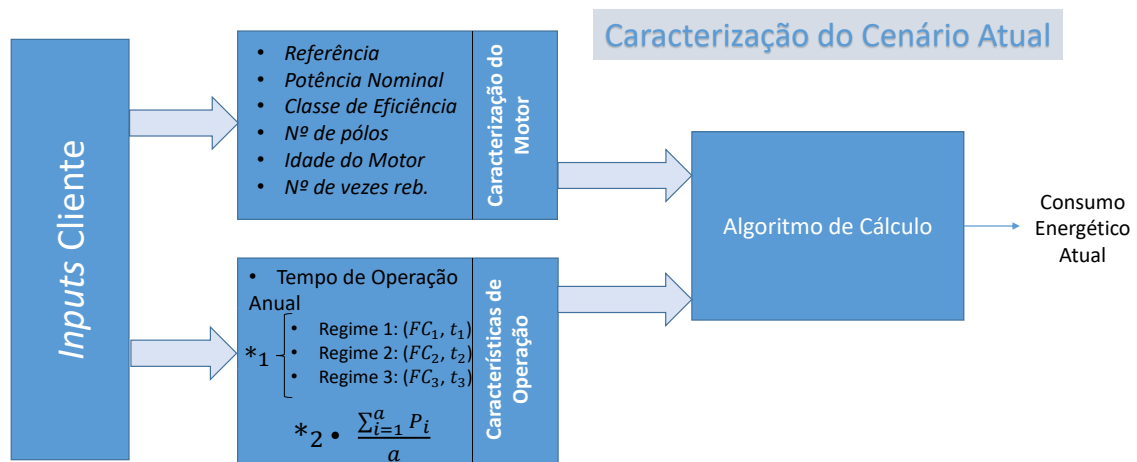 Caracterização do Cenário Atual
Inputs Cliente
• Referência
• Potência Nominal
• Classe de Eficiência
• Nº de pólos
• Idade do Motor
• Nº de vezes reb.
Caracterização do
Motor
• Tempo de Operação
Anual
*1
• Regime 1: (FC₁, t₁)
• Regime 2: (FC₂, t₂)
• Regime 3: (FC₃, t₃)
*2 • \frac{\sum_{i=1}^{a} P_i}{a}
Características de
Operação
Algoritmo de Cálculo
Consumo
Energético
Atual